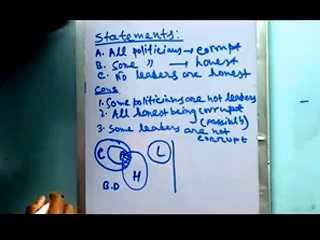 Statements:
A. All politicians → corrupt
B. Some " → honest
C. No leaders are honest
Cons
1. Some politicians are not leaders
2. All honest being corrupt
(possibly)
3. Some leaders are not
corrupt
C
L
H
B.D